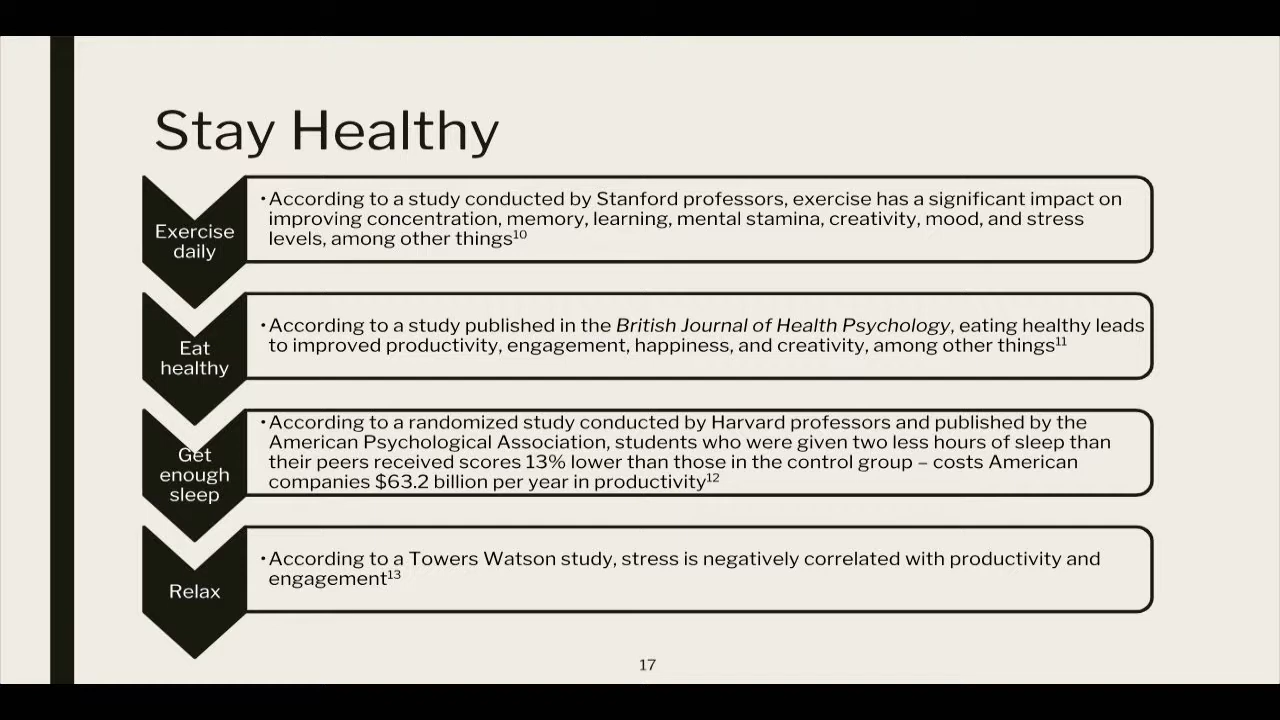 Stay Healthy
Exercise
daily
•According to a study conducted by Stanford professors, exercise has a significant impact on
improving concentration, memory, learning, mental stamina, creativity, mood, and stress
levels, among other things¹⁰
Eat
healthy
•According to a study published in the British Journal of Health Psychology, eating healthy leads
to improved productivity, engagement, happiness, and creativity, among other things¹¹
Get
enough
sleep
•According to a randomized study conducted by Harvard professors and published by the
American Psychological Association, students who were given two less hours of sleep than
their peers received scores 13% lower than those in the control group – costs American
companies $63.2 billion per year in productivity¹²
Relax
•According to a Towers Watson study, stress is negatively correlated with productivity and
engagement¹³
17